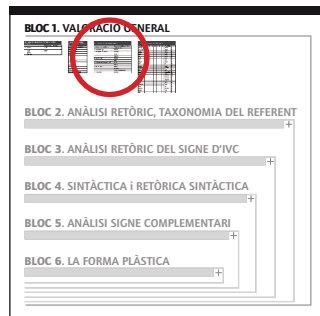 BLOC 1. VALORACIÓ GENERAL
BLOC 2. ANÀLISI RETÒRIC, TAXONOMIA DEL REFERENT
+
BLOC 3. ANÀLISI RETÒRIC DEL SIGNE D'IVC
+
BLOC 4. SINTÀCTICA i RETÒRICA SINTÀCTICA
+
BLOC 5. ANÀLISI SIGNE COMPLEMENTARI
+
BLOC 6. LA FORMA PLÀSTICA
+